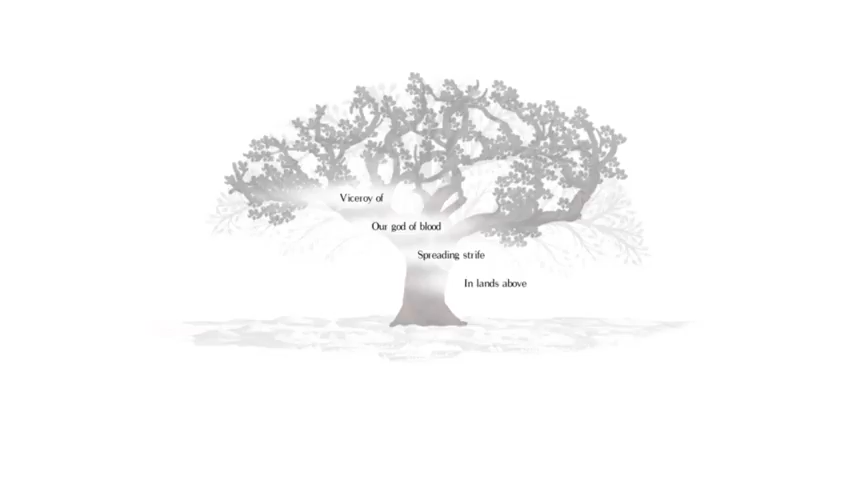 Viceroy of
Our god of blood
Spreading strife
In lands above